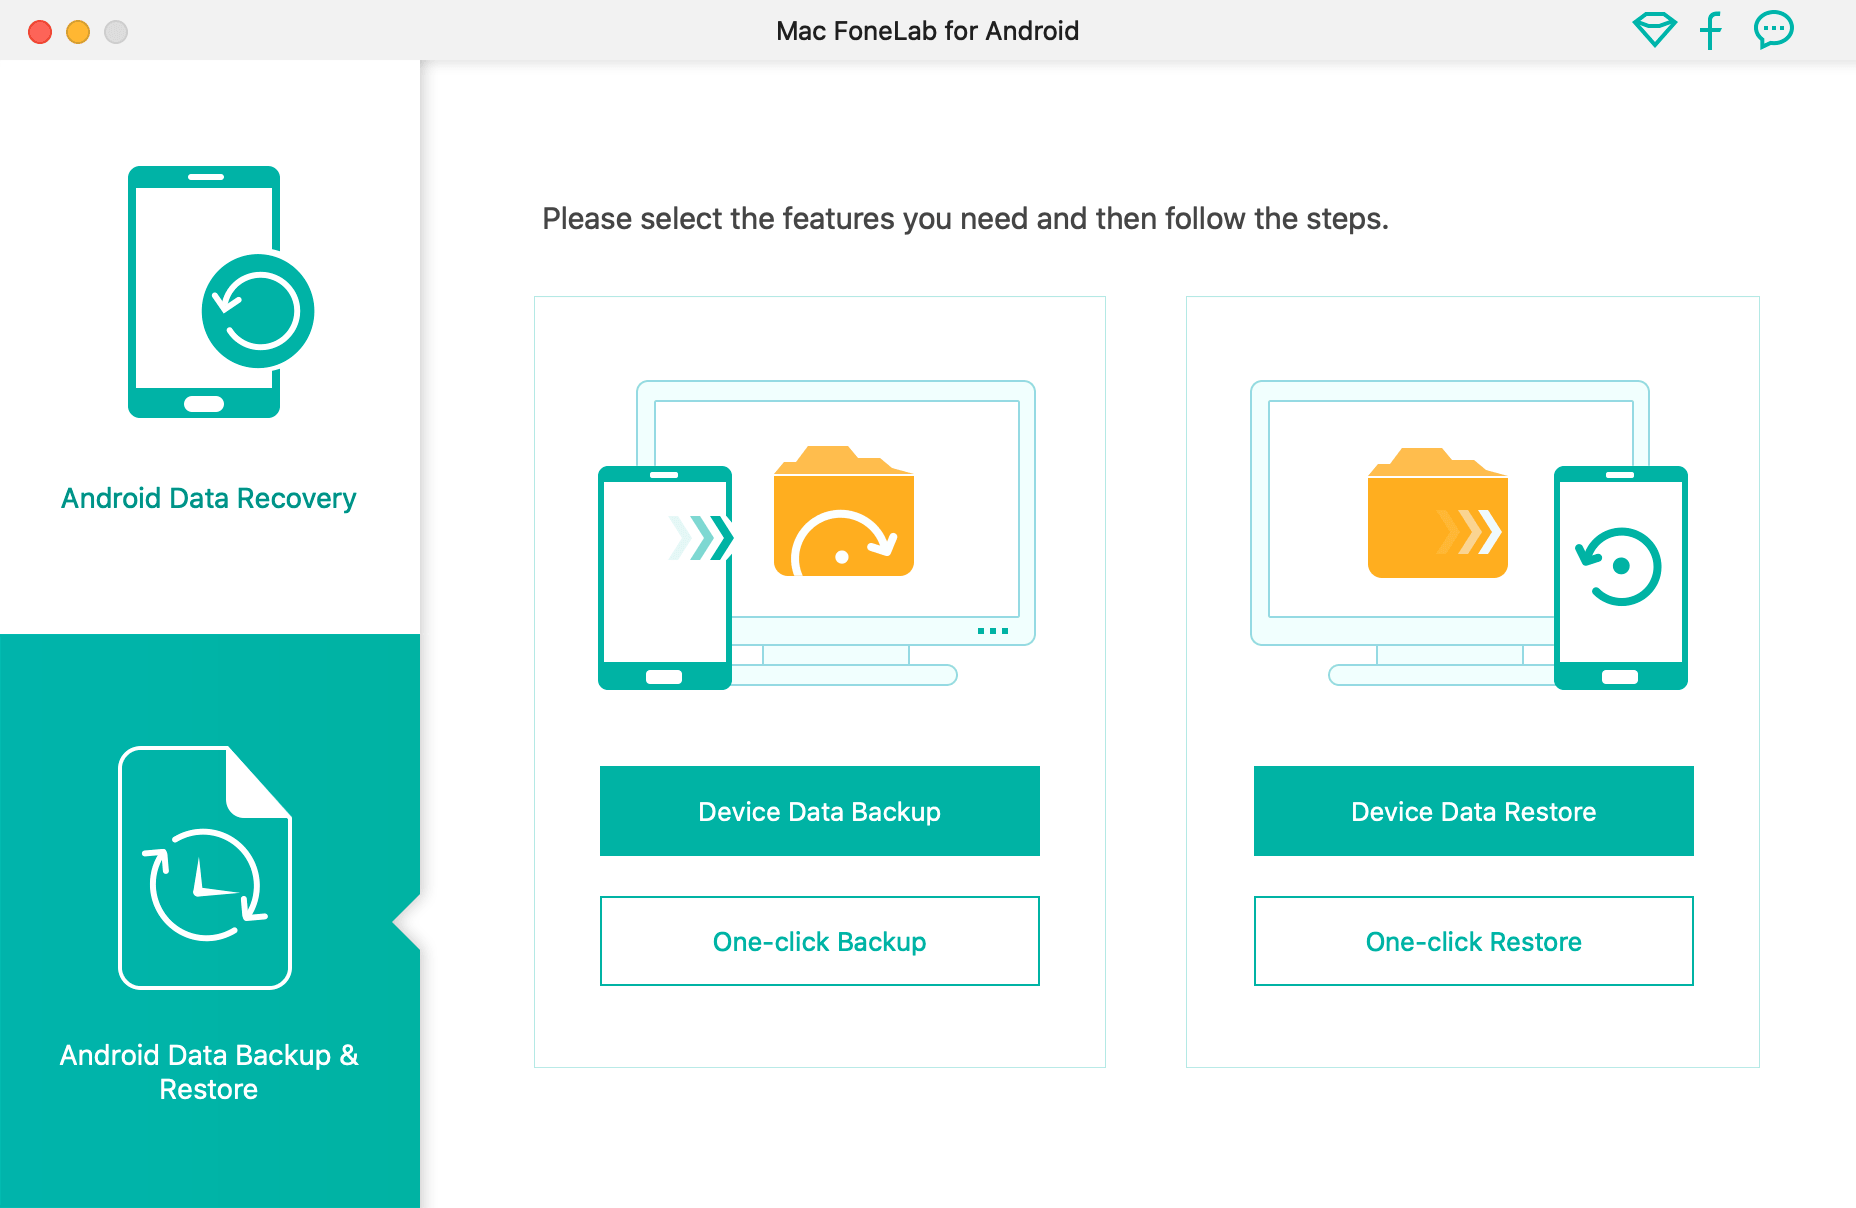 Mac FoneLab for Android
Android Data Recovery
Android Data Backup &
Restore
Please select the features you need and then follow the steps.
Device Data Backup
One-click Backup
Device Data Restore
One-click Restore